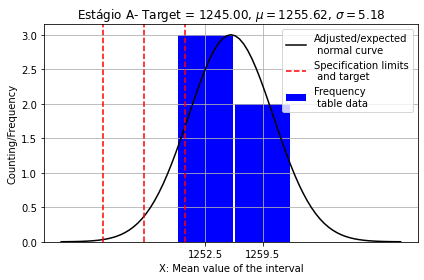 Estágio A- Target = 1245.00, μ = 1255.62, σ = 5.18
Adjusted/expected
normal curve
Specification limits
and target
Frequency
table data
Counting/Frequency
3.0
2.5
2.0
1.5
1.0
0.5
0.0
1252.5 1259.5
X: Mean value of the interval